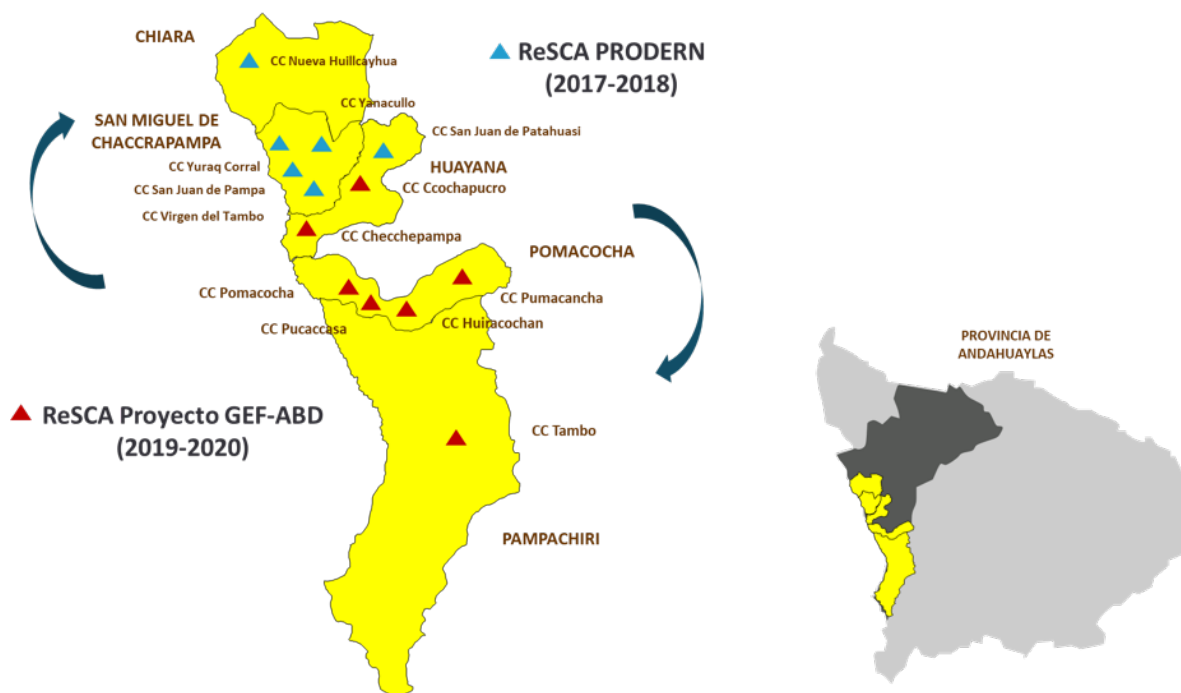 CHIARA
CC Nueva Huillcayhua
ReSCA PRODERN
(2017-2018)
CC Yanacullo
SAN MIGUEL DE
CHACCRAPAMPA
CC San Juan de Patahuasi
HUAYANA
CC Yuraq Corral
CC San Juan de Pampa
CC Ccochapucro
CC Virgen del Tambo
CC Checchepampa
POMACOCHA
CC Pomacocha
CC Pumacancha
CC Pucaccasa
CC Huiracochan
PROVINCIA DE
ANDAHUAYLAS
ReSCA Proyecto GEF-ABD
(2019-2020)
CC Tambo
PAMPACHIRI